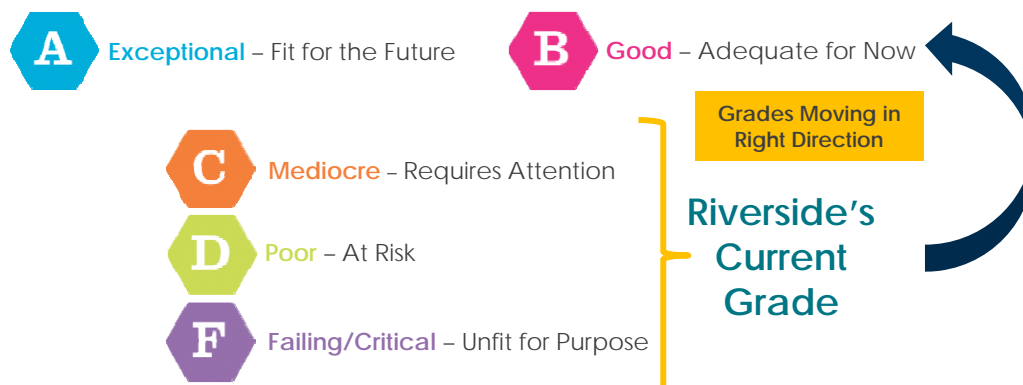 A Exceptional – Fit for the Future
B Good – Adequate for Now
Grades Moving in
Right Direction
C Mediocre – Requires Attention
D Poor – At Risk
F Failing/Critical – Unfit for Purpose
Riverside's
Current
Grade